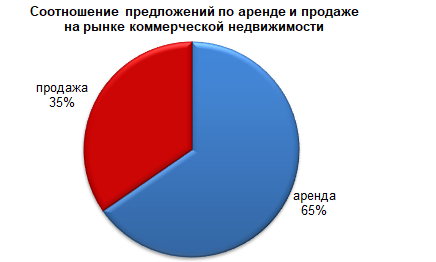 Соотношение предложений по аренде и продаже
на рынке коммерческой недвижимости
продажа
35%
аренда
65%